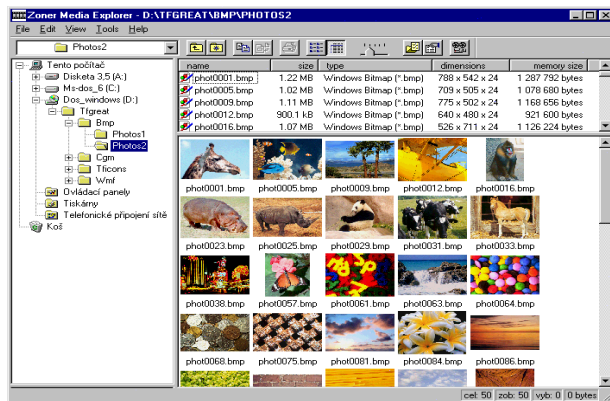 Zoner Media Explorer - D:\TFGREAT\BMP\PHOTOS2
File Edit View Tools Help
Photos2
Tento počítač
Disketa 3,5 (A:)
Ms-dos_6 (C:)
Dos_windows (D:)
Tfgreat
Bmp
Photos1
Photos2
Cgm
Tficons
Wmf
Ovládací panely
Tiskárny
Telefonické připojení sítě
Koš
name size type dimensions memory size
phot0001.bmp 1.22 MB Windows Bitmap (*.bmp) 788 x 542 x 24 1 287 792 bytes
phot0005.bmp 1.02 MB Windows Bitmap (*.bmp) 709 x 505 x 24 1 078 680 bytes
phot0009.bmp 1.11 MB Windows Bitmap (*.bmp) 775 x 502 x 24 1 168 656 bytes
phot0012.bmp 900.1 kB Windows Bitmap (*.bmp) 640 x 480 x 24 921 600 bytes
phot0016.bmp 1.07 MB Windows Bitmap (*.bmp) 526 x 711 x 24 1 126 224 bytes
phot0001.bmp phot0005.bmp phot0009.bmp phot0012.bmp phot0016.bmp
phot0023.bmp phot0025.bmp phot0029.bmp phot0031.bmp phot0033.bmp
phot0038.bmp phot0057.bmp phot0061.bmp phot0063.bmp phot0064.bmp
phot0068.bmp phot0075.bmp phot0081.bmp phot0084.bmp phot0086.bmp
cel: 50 zob: 50 vyb: 0 0 bytes